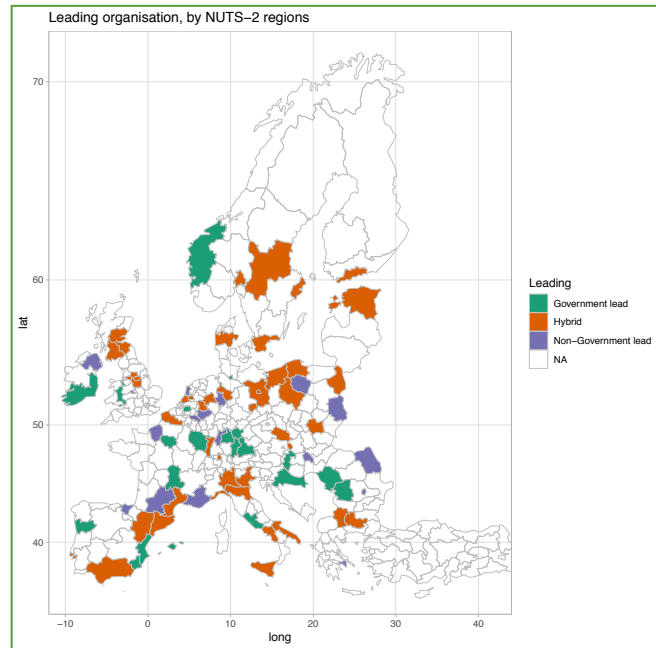 Leading organisation, by NUTS−2 regions
70
60
50
40
lat
−10
0
10
20
30
40
long
Leading
Government lead
Hybrid
Non−Government lead
NA